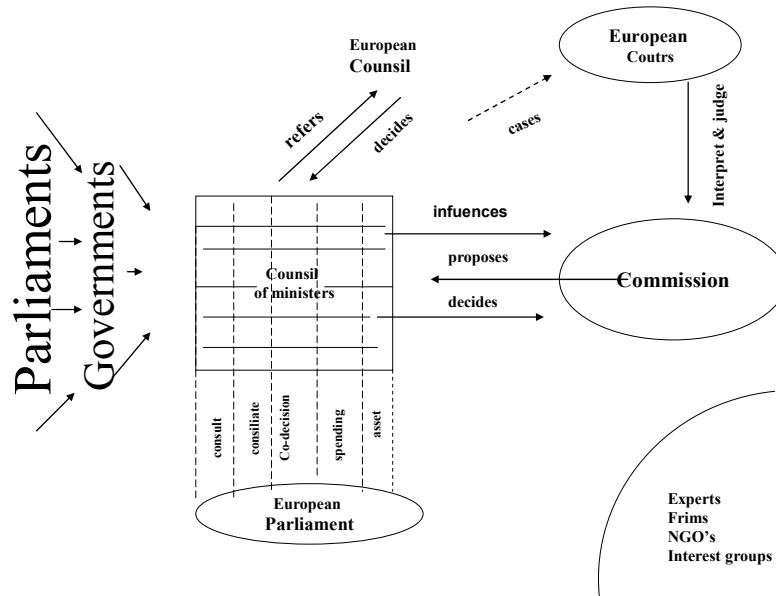 European
Counsil
European
Coutrs
refers
decides
cases
Interpret & judge
Parliaments
Governments
infuences
proposes
decides
Counsil
of ministers
Commission
consult
consiliate
Co-decision
spending
asset
European
Parliament
Experts
Frims
NGO’s
Interest groups